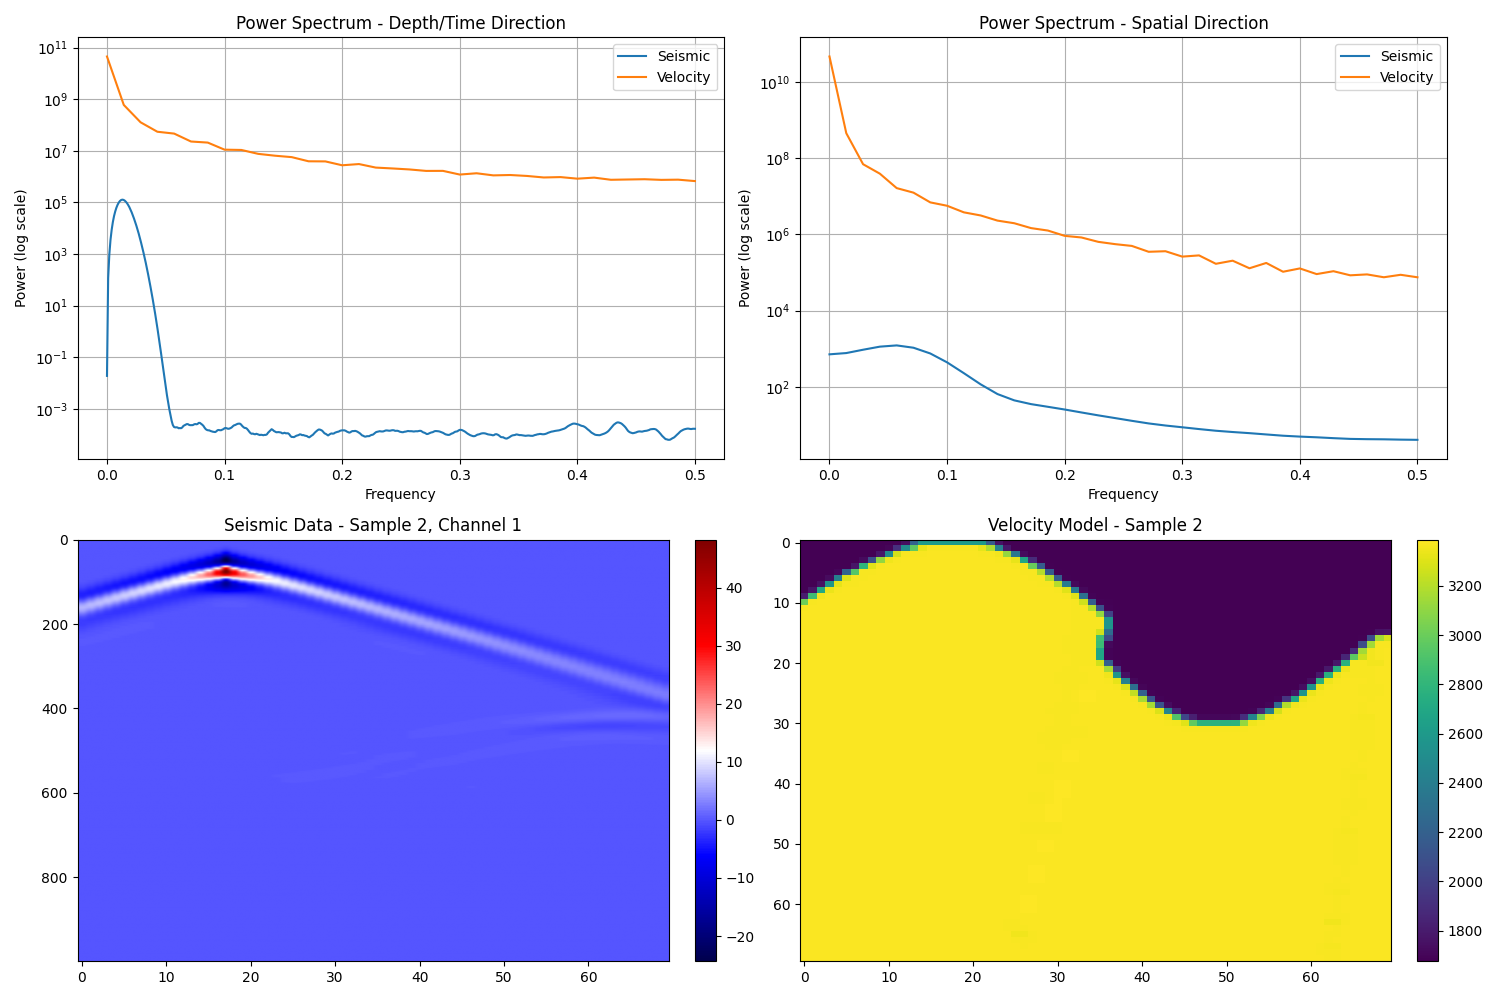 Power Spectrum - Depth/Time Direction
Power (log scale)
10^11
10^9
10^7
10^5
10^3
10^1
10^-1
10^-3
Seismic
Velocity
0.0 0.1 0.2 0.3 0.4 0.5
Frequency
Power Spectrum - Spatial Direction
Power (log scale)
10^10
10^8
10^6
10^4
10^2
Seismic
Velocity
0.0 0.1 0.2 0.3 0.4 0.5
Frequency
Seismic Data - Sample 2, Channel 1
0
200
400
600
800
0 10 20 30 40 50 60
40
30
20
10
0
−10
−20
Velocity Model - Sample 2
0
10
20
30
40
50
60
0 10 20 30 40 50 60
3200
3000
2800
2600
2400
2200
2000
1800